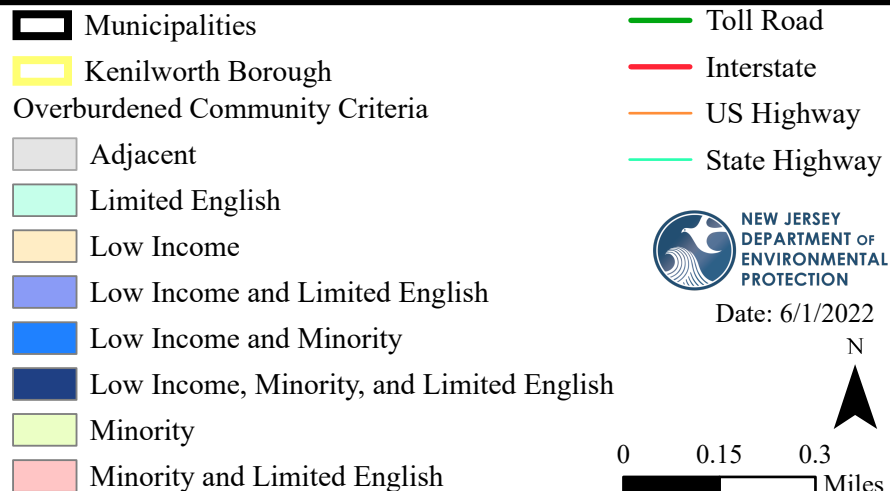 Municipalities
Kenilworth Borough
Overburdened Community Criteria
Adjacent
Limited English
Low Income
Low Income and Limited English
Low Income and Minority
Low Income, Minority, and Limited English
Minority
Minority and Limited English
Toll Road
Interstate
US Highway
State Highway
NEW JERSEY
DEPARTMENT OF
ENVIRONMENTAL
PROTECTION
Date: 6/1/2022
N
0 0.15 0.3
Miles